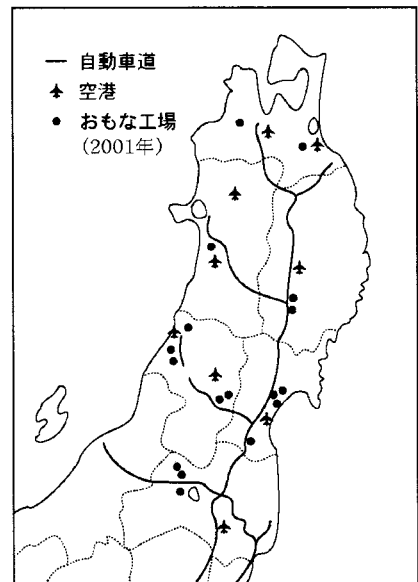 自動車道
空港
おもな工場
(2001年)